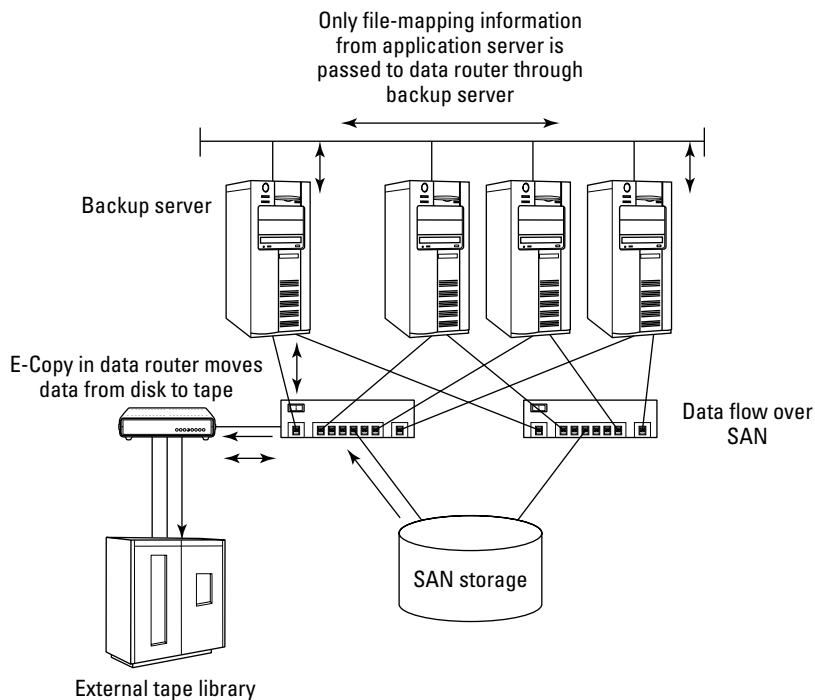 Only file-mapping information
from application server is
passed to data router through
backup server
Backup server
E-Copy in data router moves
data from disk to tape
Data flow over
SAN
SAN storage
External tape library